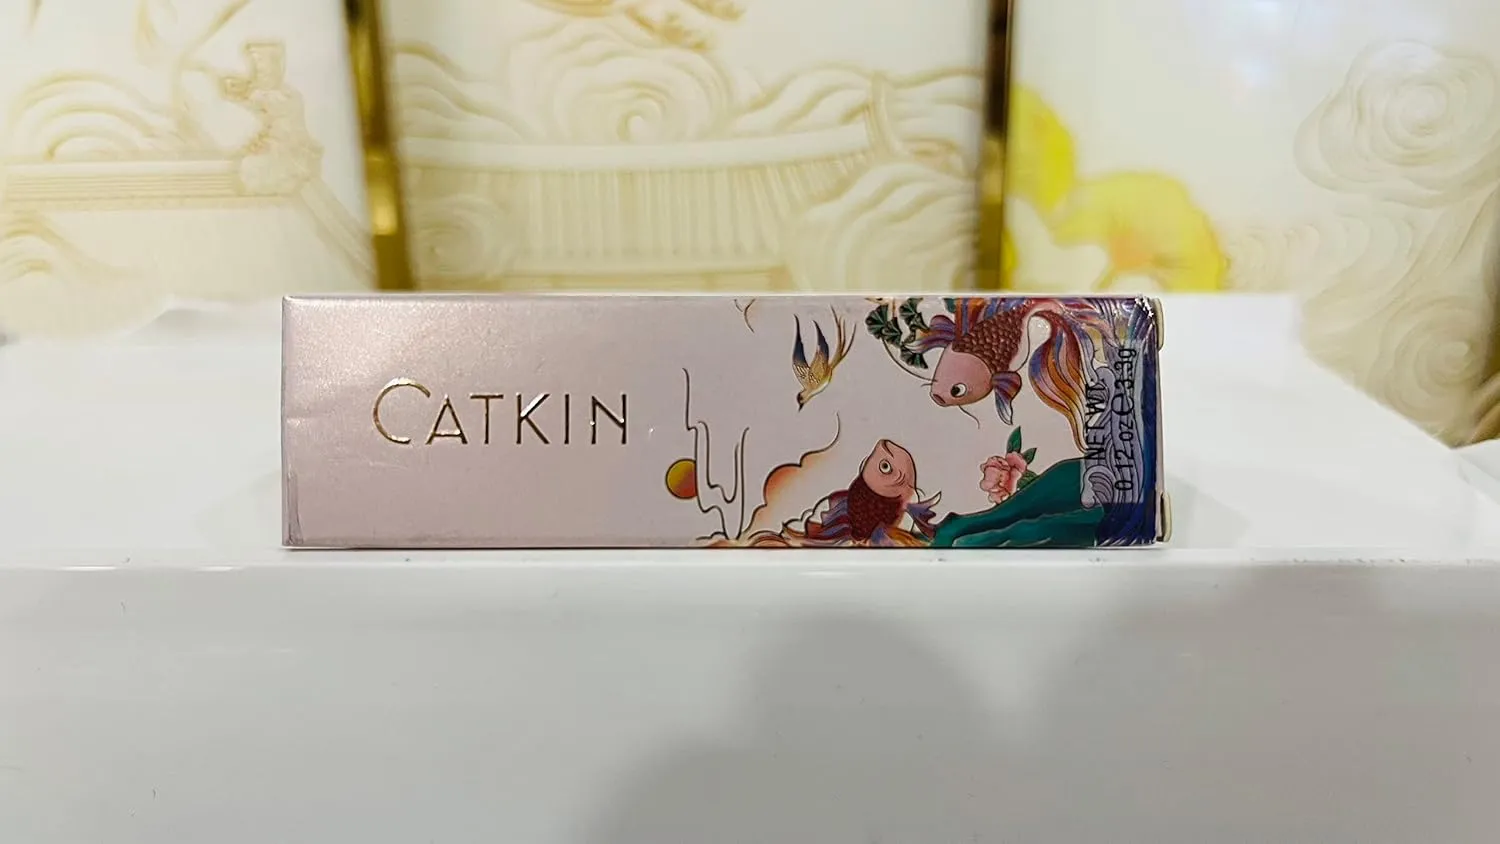 CATKIN
NET WT.
0.12 oz ℮ 3.3g